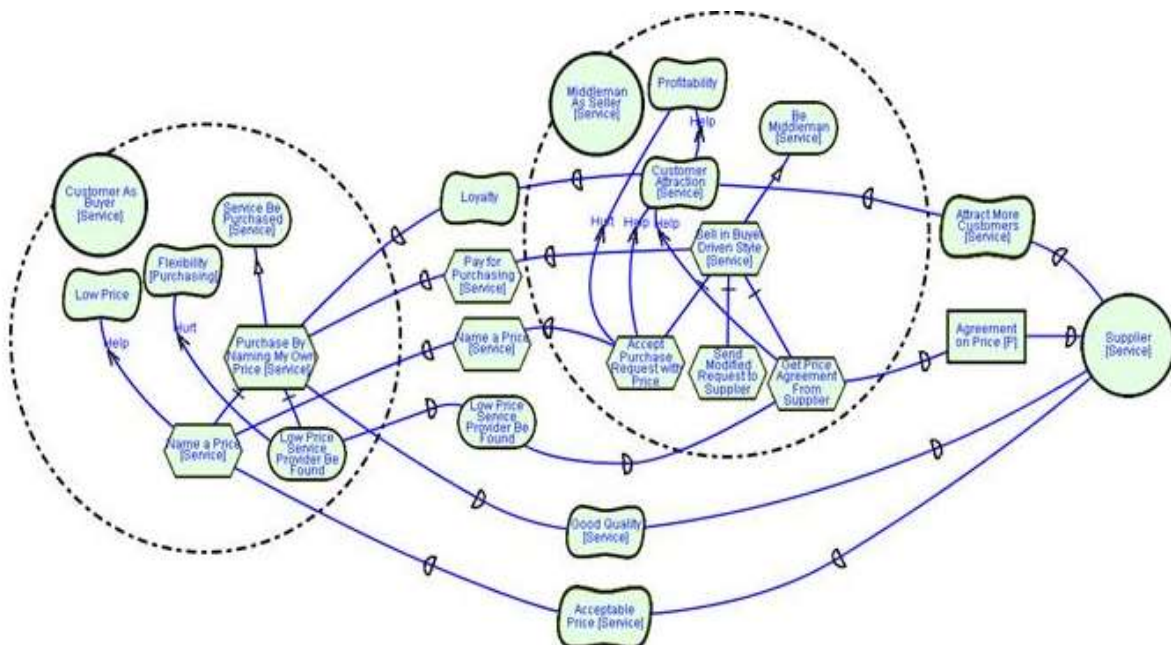 Customer As
Buyer
[Service]
Service Be
Purchased
[Service]
Flexibility
[Purchasing]
Low Price
Help
Hurt
Purchase By
Naming My Own
Price [Service]
Name a Price
[Service]
Low Price
Service
Provider Be
Found
Loyalty
Pay for
Purchasing
[Service]
Name a Price
[Service]
Low Price
Service
Provider Be
Found
Good Quality
[Service]
Acceptable
Price [Service]
Middleman
As Seller
[Service]
Profitability
Help
Be
Middleman
[Service]
Customer
Attraction
[Service]
Hurt
Help
Help
Sell in Buyer
Driven Style
[Service]
Accept
Purchase
Request with
Price
Send
Modified
Request to
Supplier
Get Price
Agreement
From
Supplier
Attract More
Customers
[Service]
Agreement
on Price [P]
Supplier
[Service]